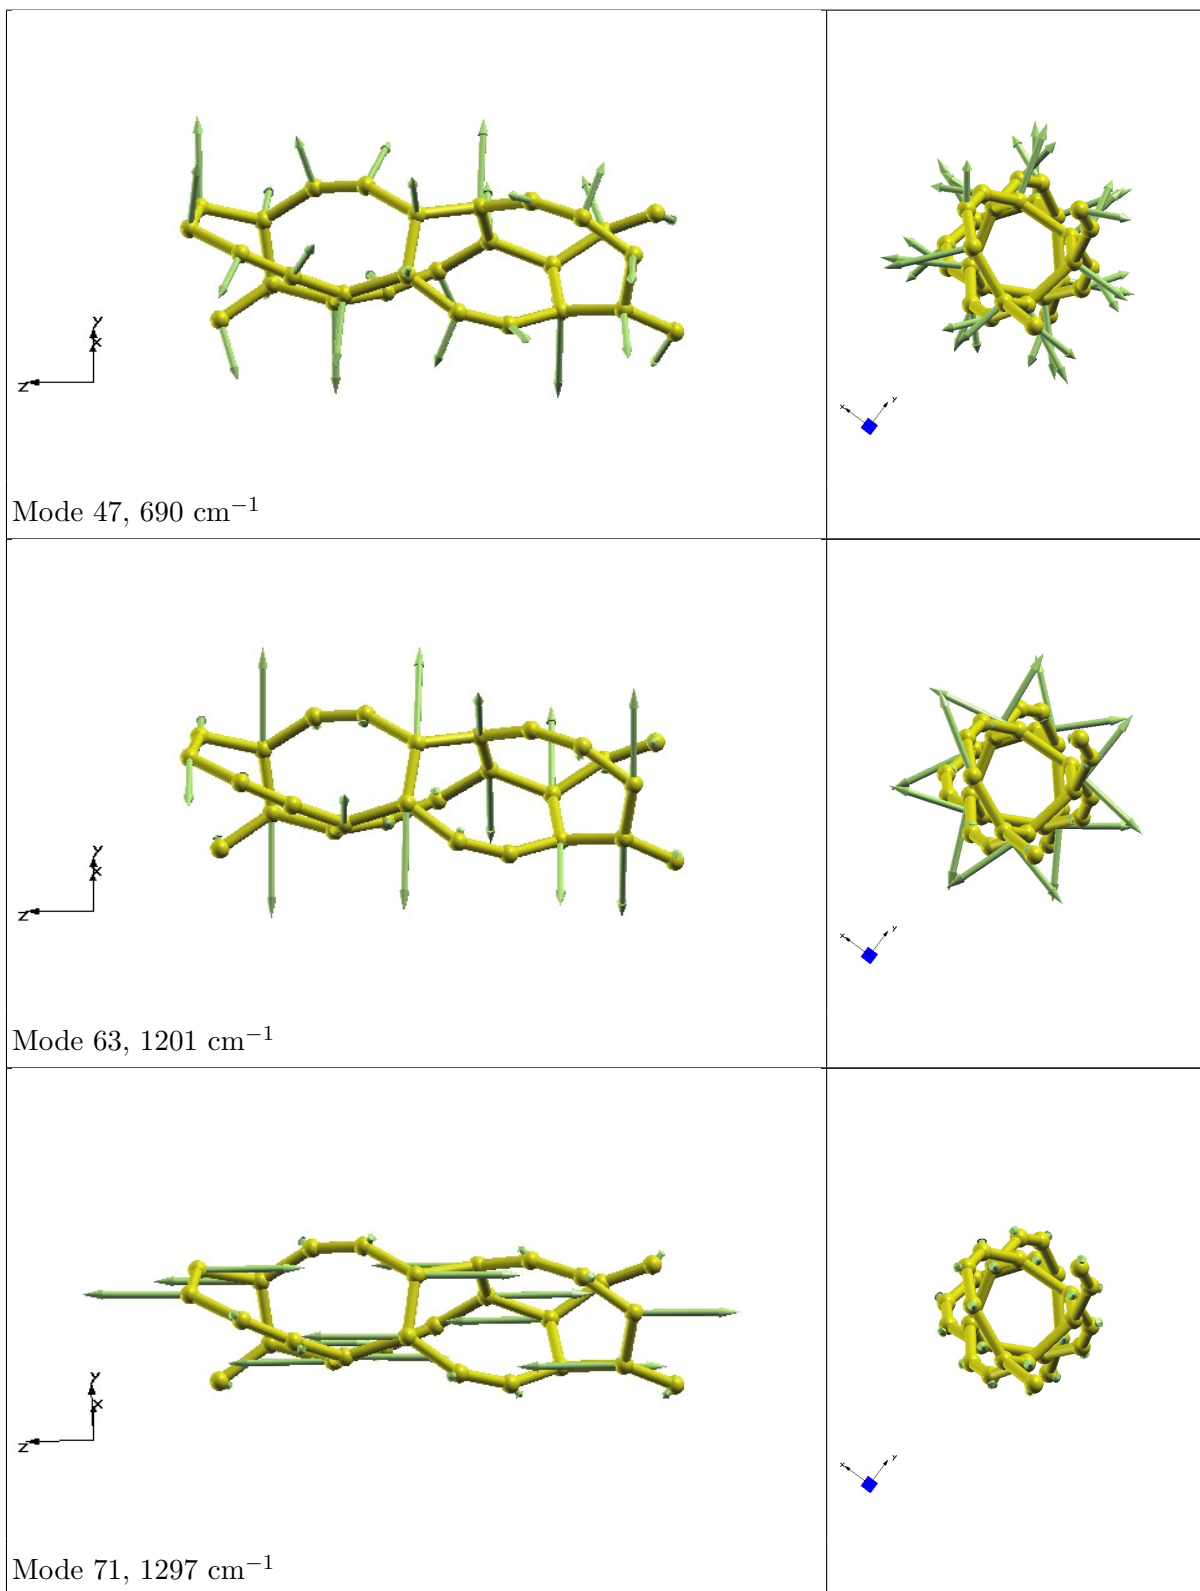 Y
X
Z
x
y
Mode 47, 690 cm⁻¹
Y
X
Z
x
y
Mode 63, 1201 cm⁻¹
Y
X
Z
x
y
Mode 71, 1297 cm⁻¹